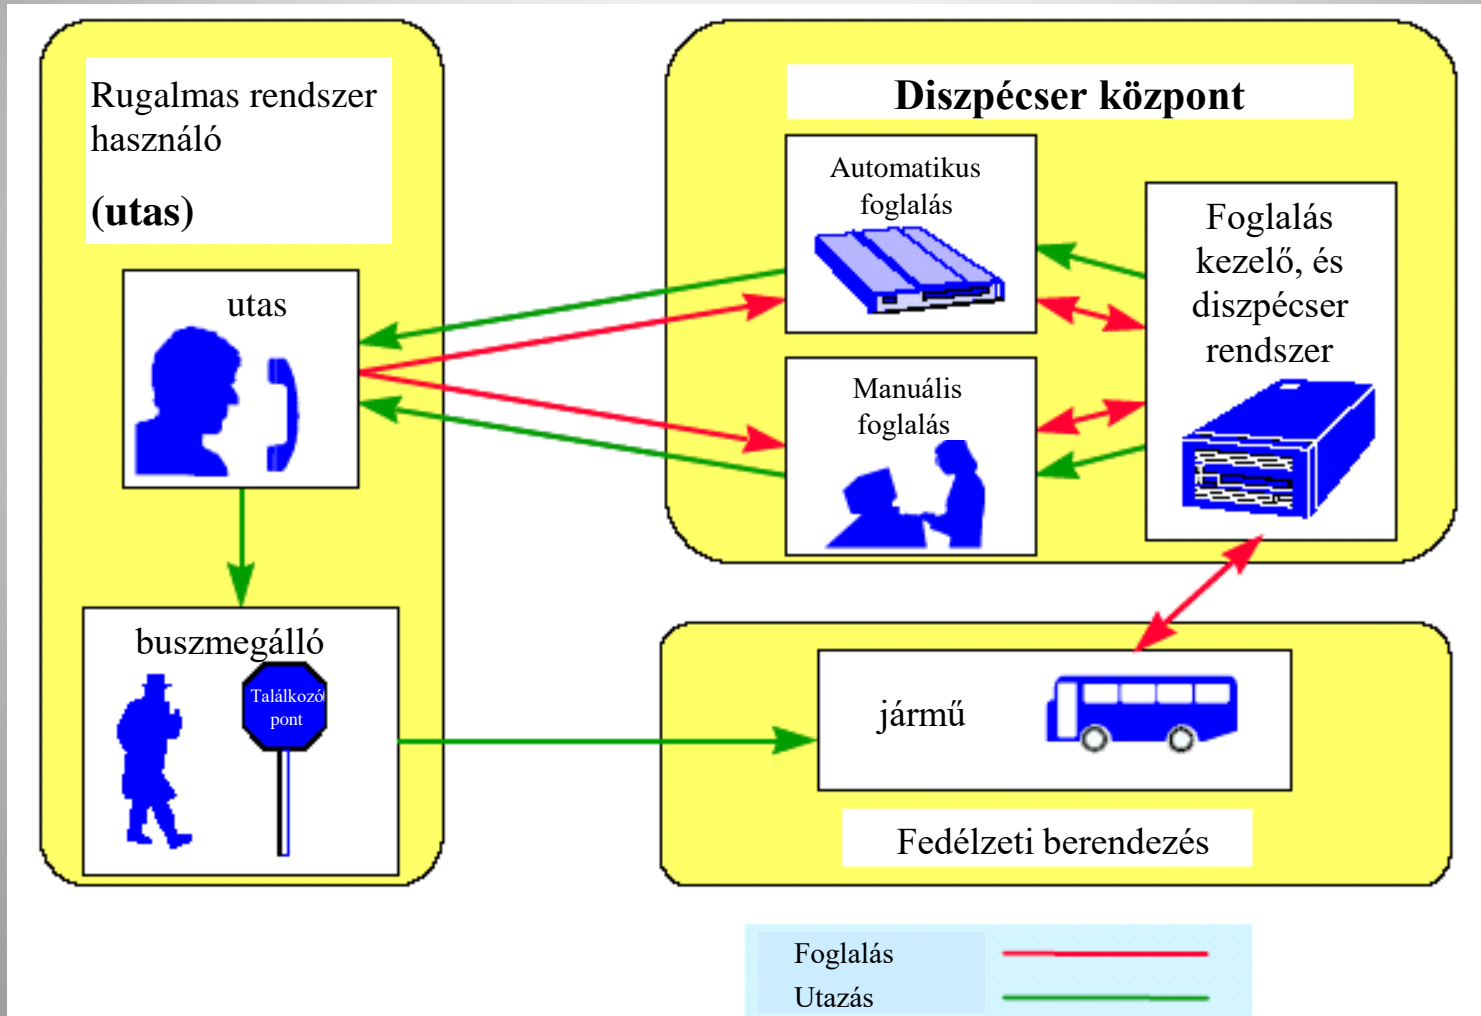 Rugalmas rendszer
használó
(utas)
utas
buszmegálló
Találkozó
pont
Diszpécser központ
Automatikus
foglalás
Manuális
foglalás
Foglalás
kezelő, és
diszpécser
rendszer
jármű
Fedélzeti berendezés
Foglalás
Utazás